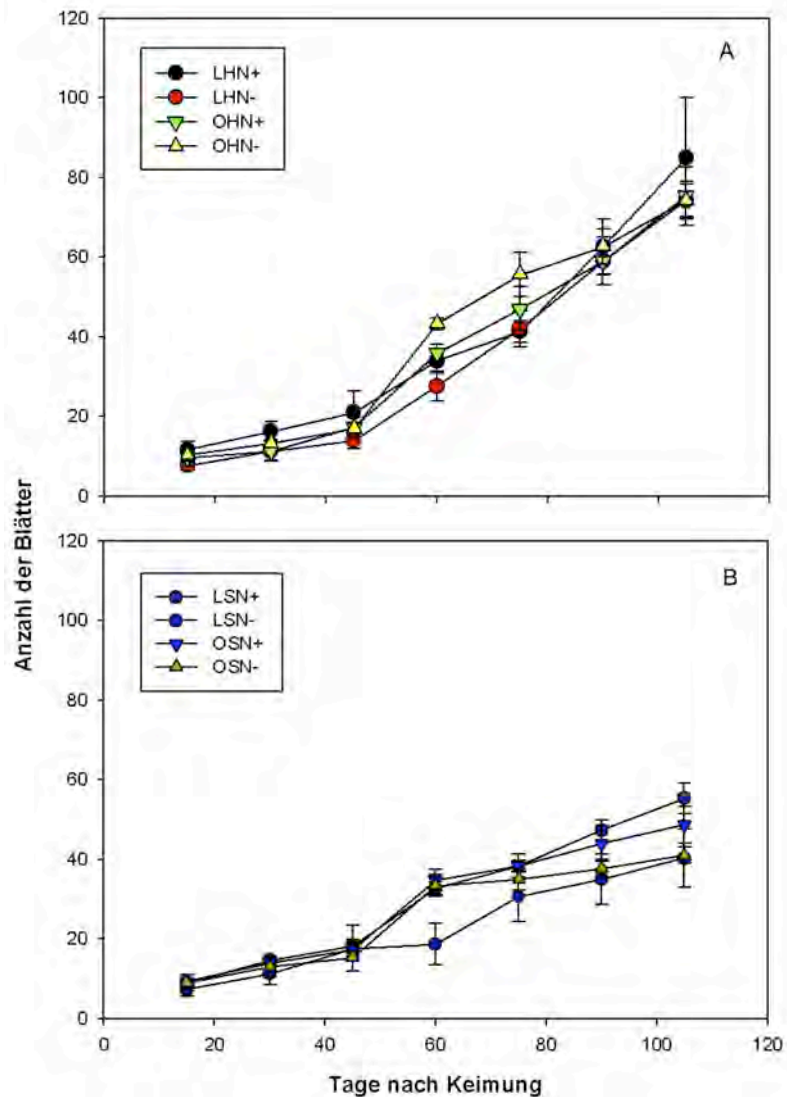 120
100
80
60
40
20
0
A
LHN+
LHN-
OHN+
OHN-
Anzahl der Blätter
120
100
80
60
40
20
0
B
LSN+
LSN-
OSN+
OSN-
0
20
40
60
80
100
120
Tage nach Keimung